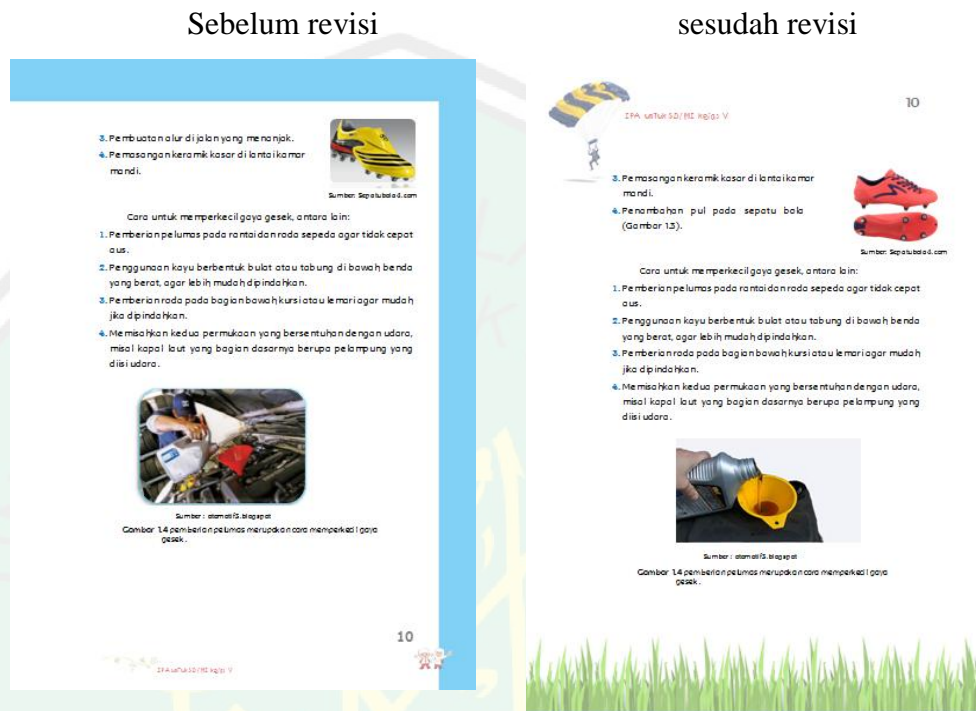 Sebelum revisi
3. Pembuatan alur di jalan yang menanjak.
4. Pemasangan keramik kasar di lantai kamar
mandi.
Sumber: Sepatubola4.com
Cara untuk memperkecil gaya gesek, antara lain:
1. Pemberian pelumas pada rantai dan roda sepeda agar tidak cepat
aus.
2. Penggunaan kayu berbentuk bulat atau tabung di bawah benda
yang berat, agar lebih mudah dipindahkan.
3. Pemberian roda pada bagian bawah kursi atau lemari agar mudah
jika dipindahkan.
4. Memisahkan kedua permukaan yang bersentuhan dengan udara,
misal kapal laut yang bagian dasarnya berupa pelampung yang
diisi udara.
Sumber : otomotif3.blogspot
Gambar 1.4 pemberian pelumas merupakan cara memperkecil gaya
gesek.
10
IPA untuk SD/MI kelas V
sesudah revisi
10
IPA untuk SD/MI kelas V
3. Pemasangan keramik kasar di lantai kamar
mandi.
4. Penambahan pul pada sepatu bola
(Gambar 1.3).
Sumber: Sepatubola4.com
Cara untuk memperkecil gaya gesek, antara lain:
1. Pemberian pelumas pada rantai dan roda sepeda agar tidak cepat
aus.
2. Penggunaan kayu berbentuk bulat atau tabung di bawah benda
yang berat, agar lebih mudah dipindahkan.
3. Pemberian roda pada bagian bawah kursi atau lemari agar mudah
jika dipindahkan.
4. Memisahkan kedua permukaan yang bersentuhan dengan udara,
misal kapal laut yang bagian dasarnya berupa pelampung yang
diisi udara.
Sumber : otomotif3.blogspot
Gambar 1.4 pemberian pelumas merupakan cara memperkecil gaya
gesek.